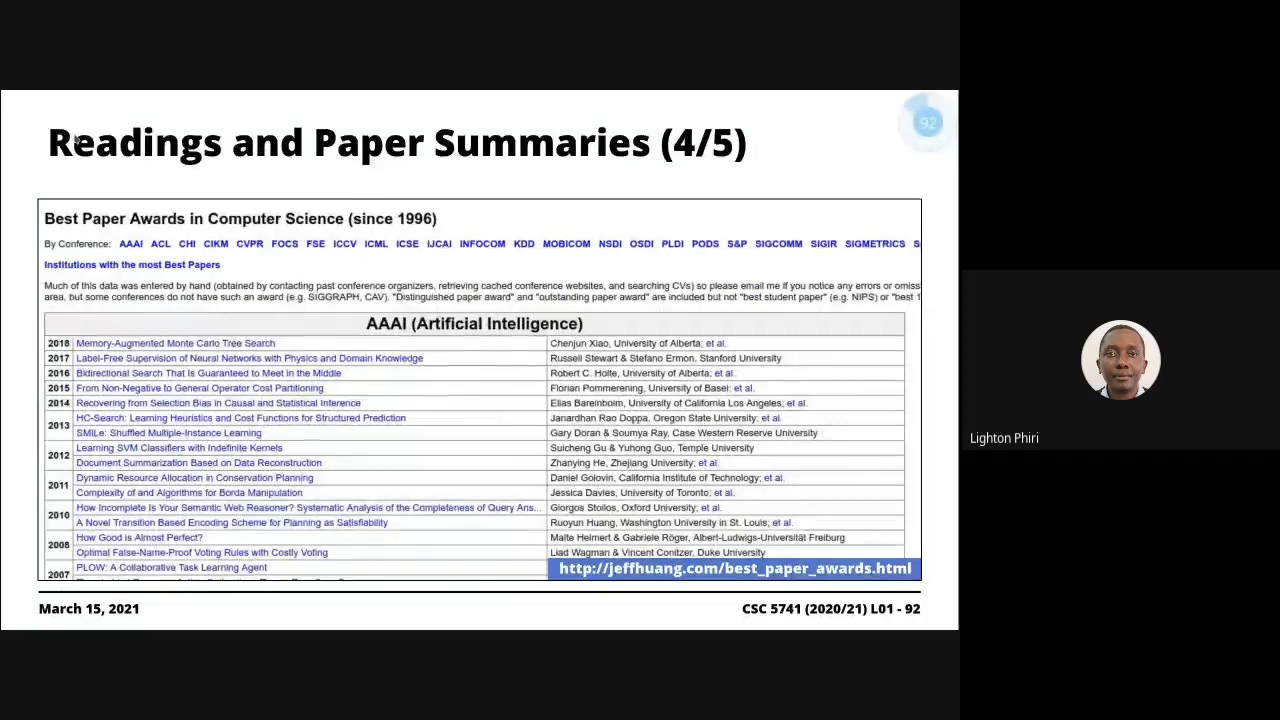 Readings and Paper Summaries (4/5)
92
Best Paper Awards in Computer Science (since 1996)
By Conference: AAAI ACL CHI CIKM CVPR FOCS FSE ICCV ICML ICSE IJCAI INFOCOM KDD MOBICOM NSDI OSDI PLDI PODS S&P SIGCOMM SIGIR SIGMETRICS S
Institutions with the most Best Papers
Much of this data was entered by hand (obtained by contacting past conference organizers, retrieving cached conference websites, and searching CVs) so please email me if you notice any errors or omiss
area, but some conferences do not have such an award (e.g. SIGGRAPH, CAV). "Distinguished paper award" and "outstanding paper award" are included but not "best student paper" (e.g. NIPS) or "best 1
AAAI (Artificial Intelligence)
2018 Memory-Augmented Monte Carlo Tree Search Chenjun Xiao, University of Alberta; et al.
2017 Label-Free Supervision of Neural Networks with Physics and Domain Knowledge Russell Stewart & Stefano Ermon, Stanford University
2016 Bidirectional Search That Is Guaranteed to Meet in the Middle Robert C. Holte, University of Alberta; et al.
2015 From Non-Negative to General Operator Cost Partitioning Florian Pommerening, University of Basel; et al.
2014 Recovering from Selection Bias in Causal and Statistical Inference Elias Bareinboim, University of California Los Angeles; et al.
2013 HC-Search: Learning Heuristics and Cost Functions for Structured Prediction Janardhan Rao Doppa, Oregon State University; et al.
SMILe: Shuffled Multiple-Instance Learning Gary Doran & Soumya Ray, Case Western Reserve University
2012 Learning SVM Classifiers with Indefinite Kernels Suicheng Gu & Yuhong Guo, Temple University
Document Summarization Based on Data Reconstruction Zhanying He, Zhejiang University; et al.
2011 Dynamic Resource Allocation in Conservation Planning Daniel Golovin, California Institute of Technology; et al.
Complexity of and Algorithms for Borda Manipulation Jessica Davies, University of Toronto; et al.
2010 How Incomplete Is Your Semantic Web Reasoner? Systematic Analysis of the Completeness of Query Ans... Giorgos Stoilos, Oxford University; et al.
A Novel Transition Based Encoding Scheme for Planning as Satisfiability Ruoyun Huang, Washington University in St. Louis; et al.
2008 How Good is Almost Perfect? Malte Helmert & Gabriele Röger, Albert-Ludwigs-Universität Freiburg
Optimal False-Name-Proof Voting Rules with Costly Voting Liad Wagman & Vincent Conitzer, Duke University
2007 PLOW: A Collaborative Task Learning Agent
http://jeffhuang.com/best_paper_awards.html
March 15, 2021
CSC 5741 (2020/21) L01 - 92
Lighton Phiri